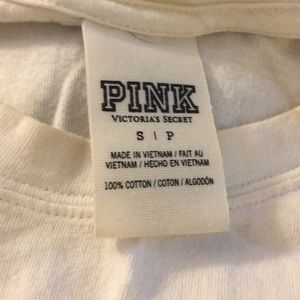 PINK
VICTORIA'S SECRET
S | P
MADE IN VIETNAM / FAIT AU
VIETNAM / HECHO EN VIETNAM
100% COTTON / COTON / ALGODÓN